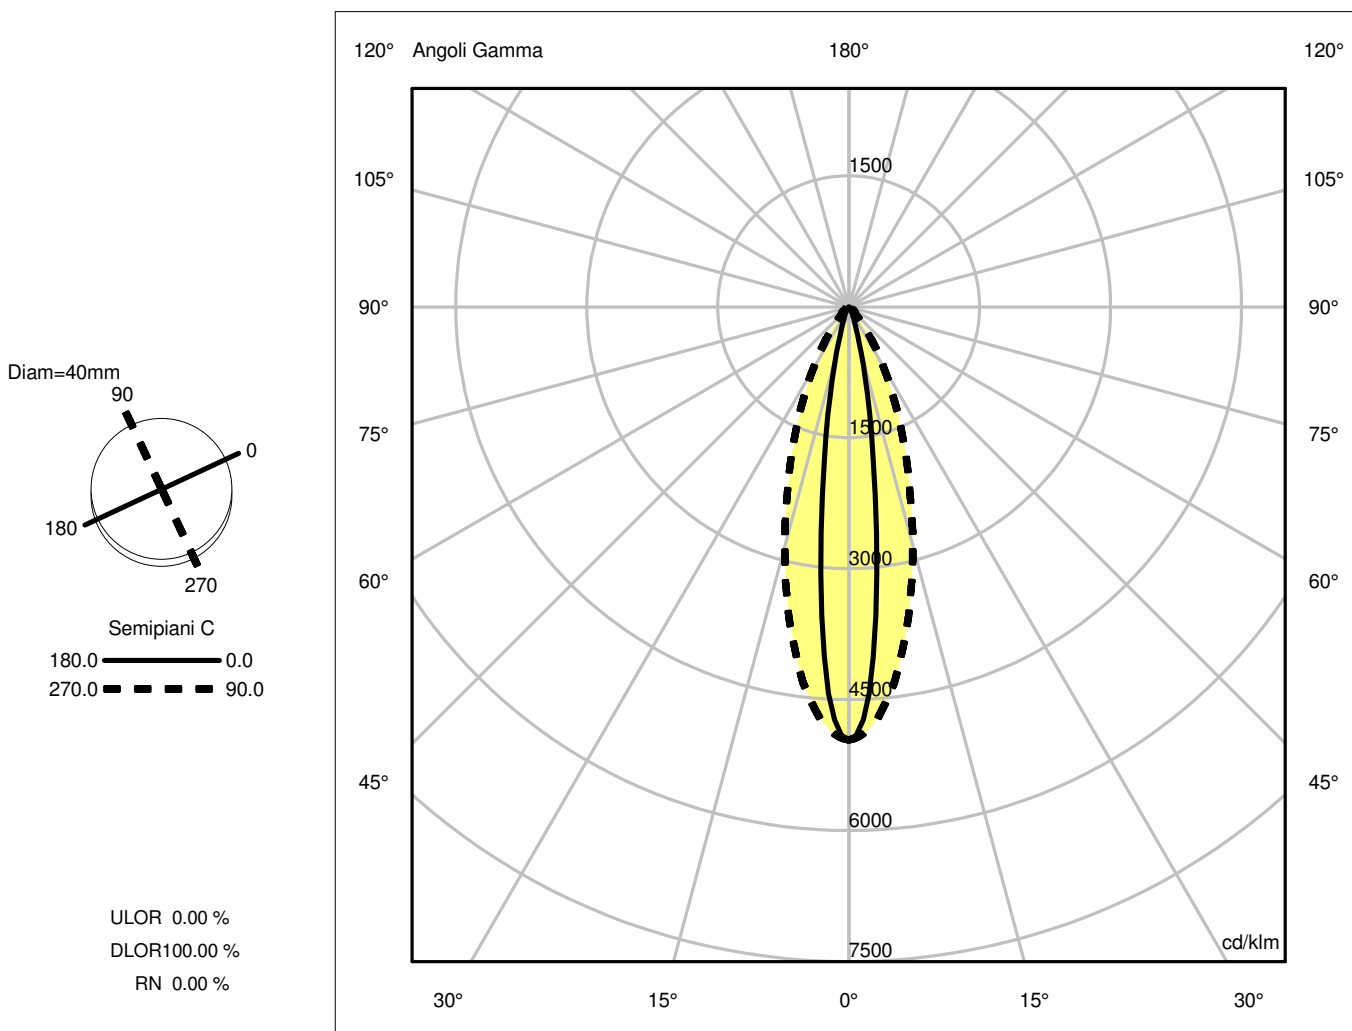 120° Angoli Gamma 180° 120°
1500
105° 105°
90° 90°
Diam=40mm
90
0
180
270
1500
75° 75°
3000
60° 60°
Semipiani C
180.0 0.0
270.0 90.0
4500
45° 45°
6000
ULOR 0.00 %
DLOR100.00 %
RN 0.00 %
cd/klm
7500
30° 15° 0° 15° 30°